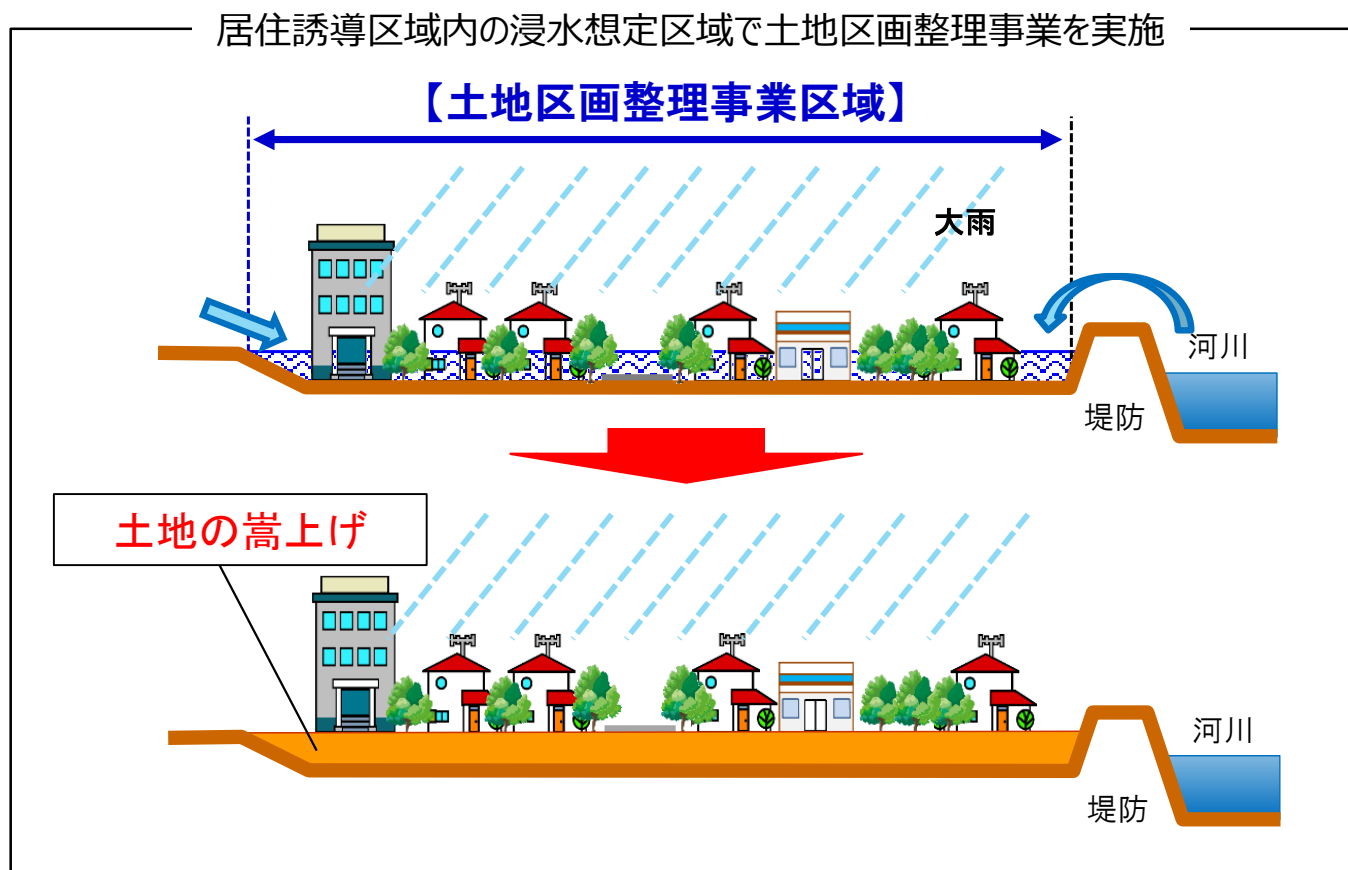 居住誘導区域内の浸水想定区域で土地区画整理事業を実施
【土地区画整理事業区域】
大雨
河川
堤防
土地の嵩上げ
河川
堤防